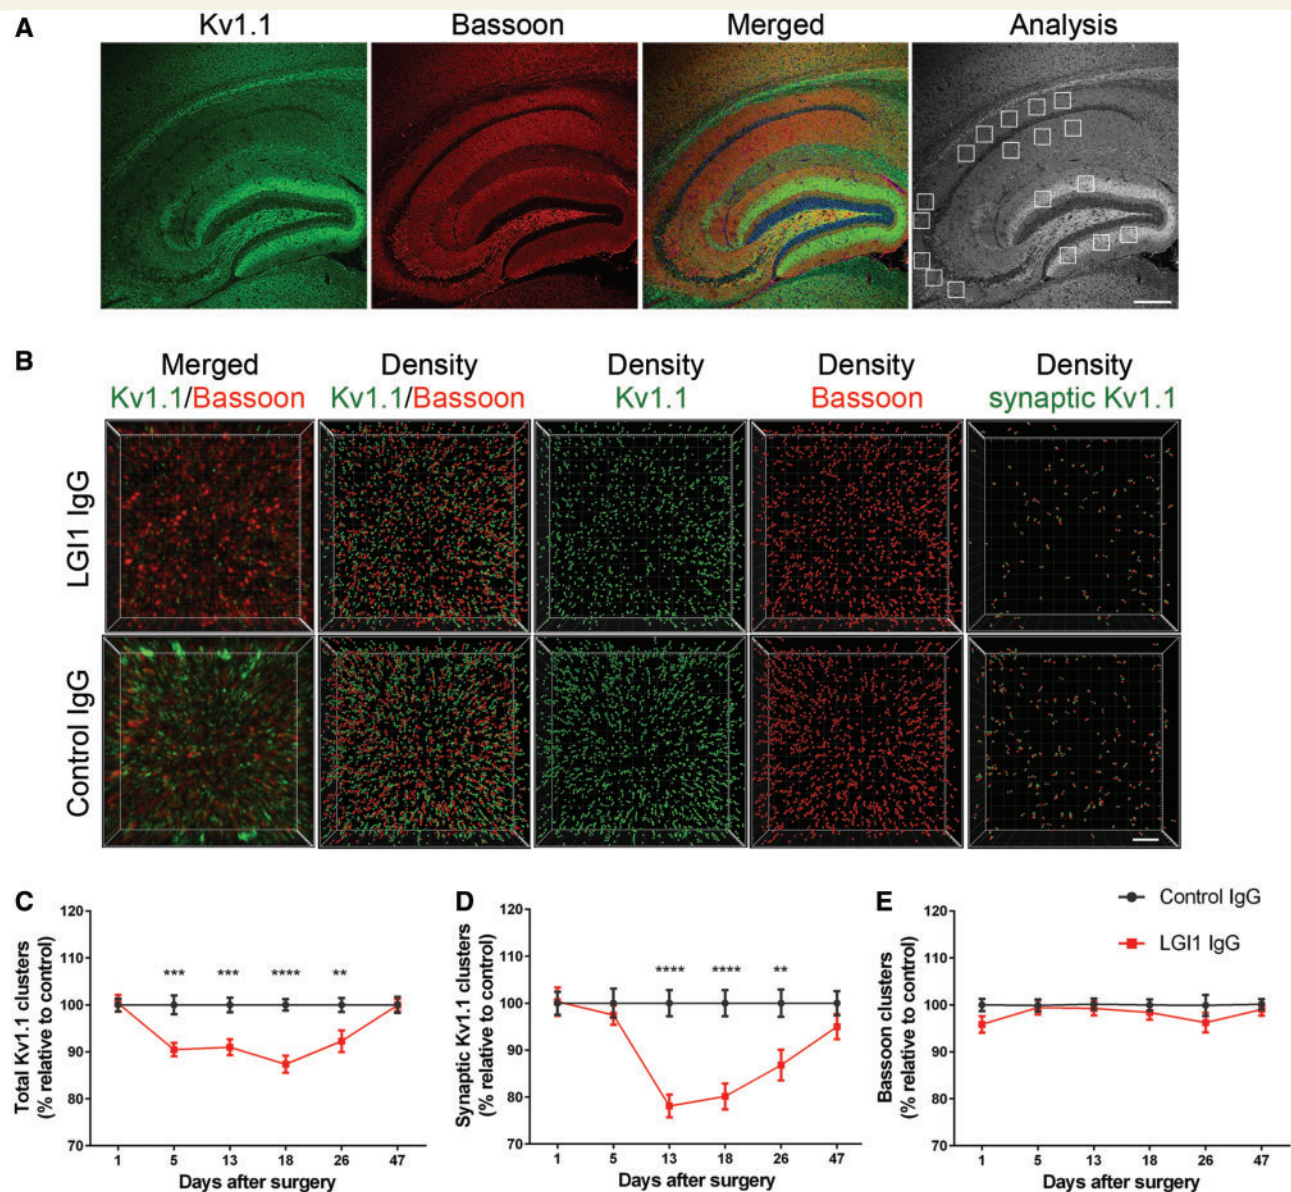 A
Kv1.1 Bassoon Merged Analysis
B
Merged Density Density Density Density
Kv1.1/Bassoon Kv1.1/Bassoon Kv1.1 Bassoon synaptic Kv1.1
LGI1 IgG
Control IgG
C
Total Kv1.1 clusters
(% relative to control)
120
110
100
90
80
70
*** *** **** **
1 5 13 18 26 47
Days after surgery
D
Synaptic Kv1.1 clusters
(% relative to control)
120
110
100
90
80
70
**** **** **
1 5 13 18 26 47
Days after surgery
E
Control IgG
LGI1 IgG
Bassoon clusters
(% relative to control)
120
110
100
90
80
70
1 5 13 18 26 47
Days after surgery